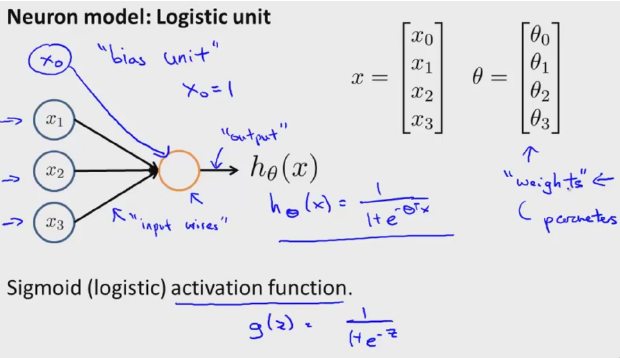 Neuron model: Logistic unit
x₀ "bias unit"
x₀ = 1
x₁
x₂
x₃
"output"
hθ(x)
"input wires"
hθ(x) = 1 / (1+e^(-θᵀx))
x = [x₀ x₁ x₂ x₃]
θ = [θ₀ θ₁ θ₂ θ₃]
"weights" ←
( parameters
Sigmoid (logistic) activation function.
g(z) = 1 / (1+e^(-z))